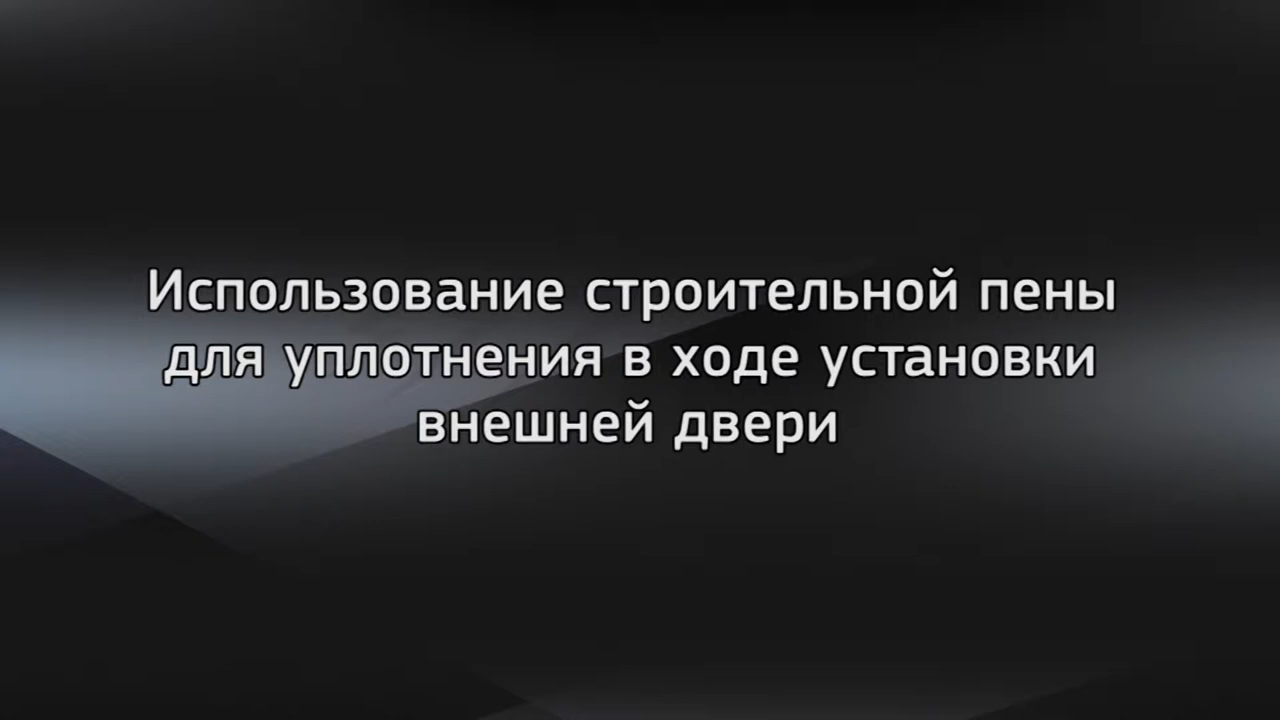 Использование строительной пены
для уплотнения в ходе установки
внешней двери